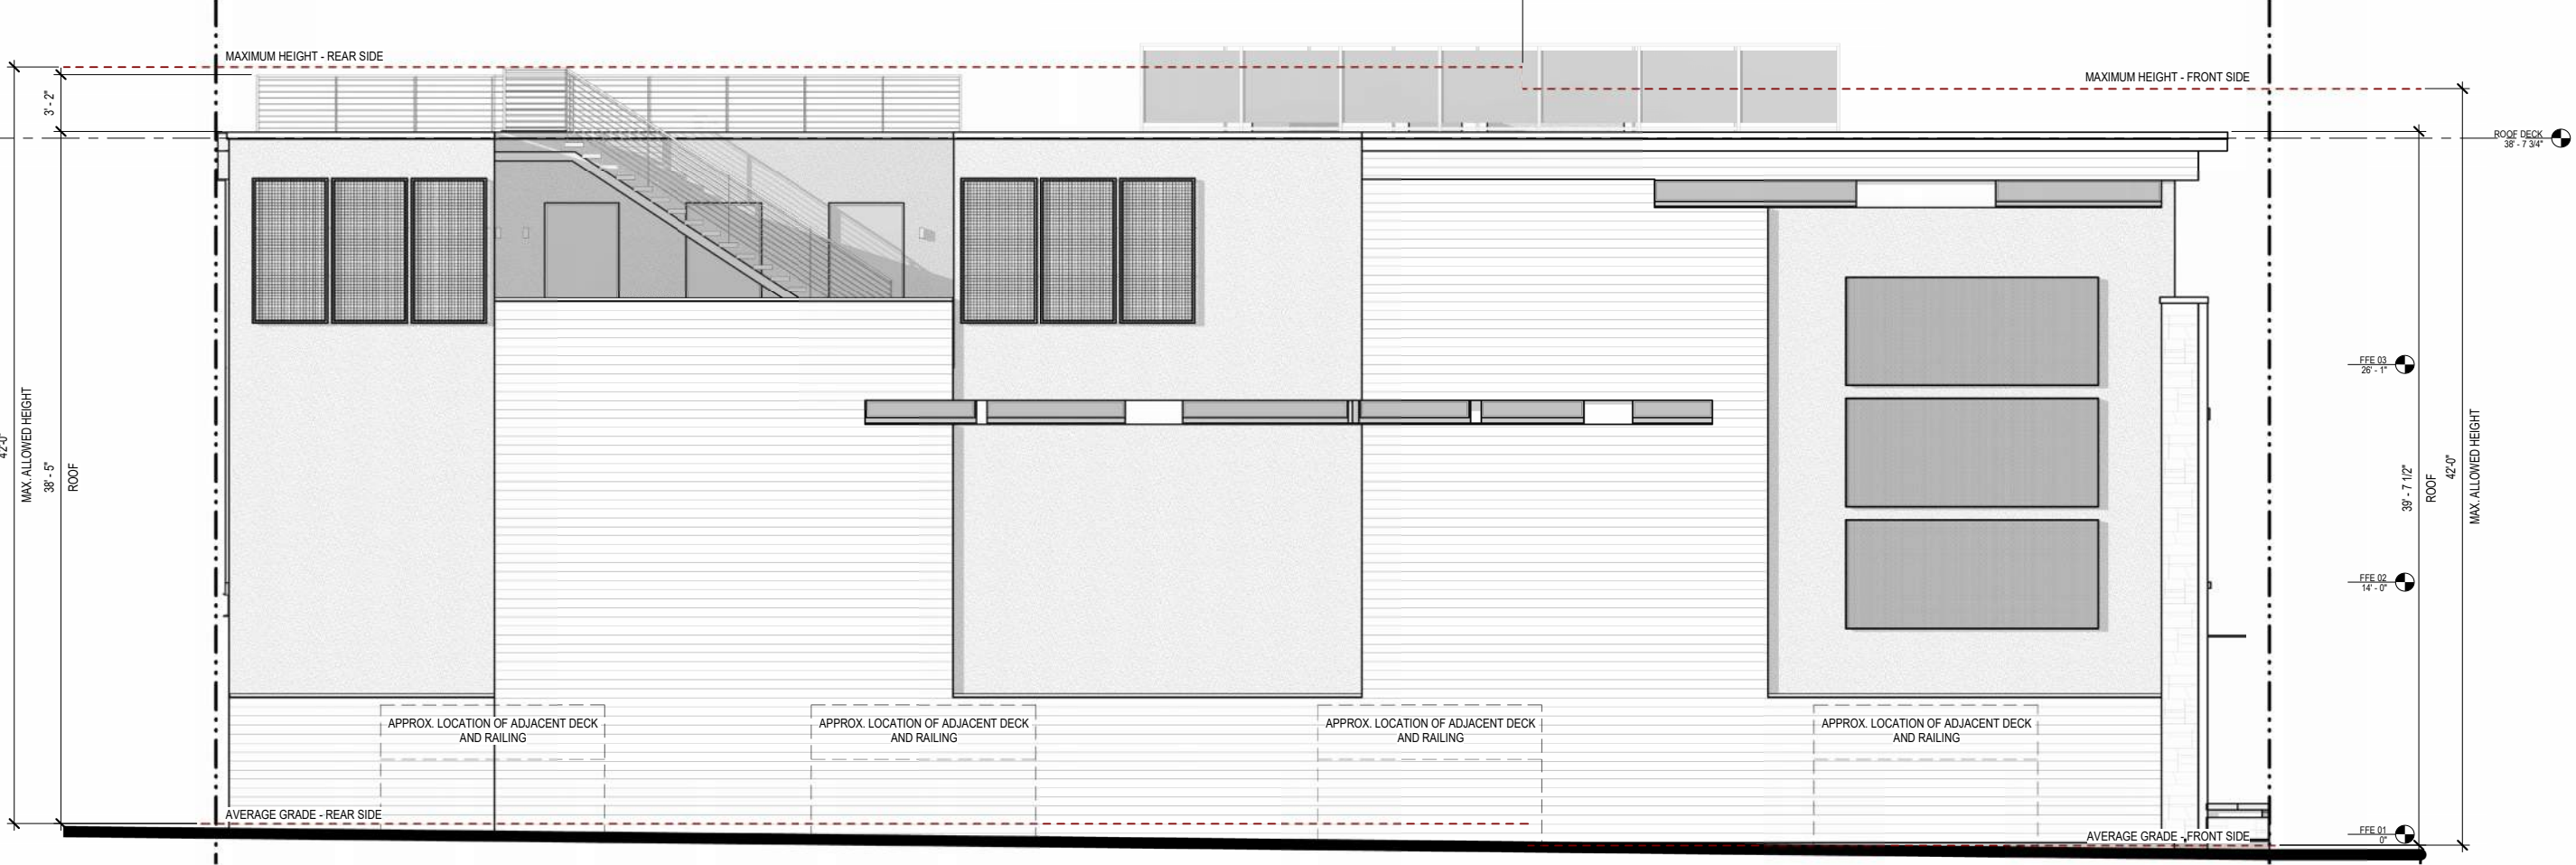 MAXIMUM HEIGHT - REAR SIDE
MAXIMUM HEIGHT - FRONT SIDE
3' - 2"
ROOF DECK
38' - 7 3/4"
42'-0"
MAX. ALLOWED HEIGHT
38' - 5"
ROOF
FFE 03
26' - 1"
39' - 7 1/2"
ROOF
42'-0"
MAX. ALLOWED HEIGHT
FFE 02
14' - 0"
APPROX. LOCATION OF ADJACENT DECK
AND RAILING
APPROX. LOCATION OF ADJACENT DECK
AND RAILING
APPROX. LOCATION OF ADJACENT DECK
AND RAILING
APPROX. LOCATION OF ADJACENT DECK
AND RAILING
AVERAGE GRADE - REAR SIDE
AVERAGE GRADE - FRONT SIDE
FFE 01
0"